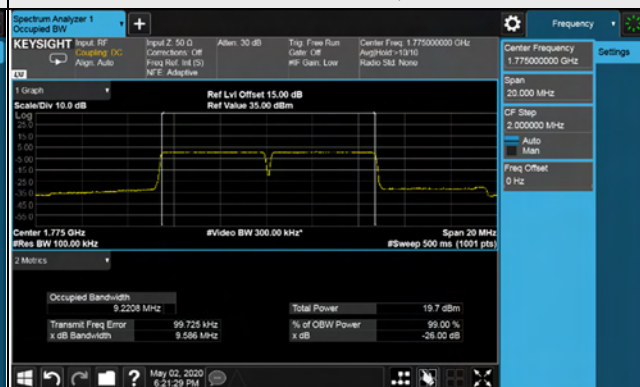 Spectrum Analyzer 1
Occupied BW
Frequency
KEYSIGHT
Input: RF
Coupling: DC
Align: Auto
Input Z: 50 Ω
Corrections: Off
Freq Ref: Int (S)
NFE: Adaptive
Atten: 30 dB
Trig: Free Run
Gate: Off
#IF Gain: Low
Center Freq: 1.775000000 GHz
Avg|Hold:>10/10
Radio Std: None
Center Frequency
1.775000000 GHz
Settings
Span
20.000 MHz
CF Step
2.000000 MHz
Auto
Man
Freq Offset
0 Hz
1 Graph
Scale/Div 10.0 dB
Ref Lvl Offset 15.00 dB
Ref Value 35.00 dBm
Log
25.0
15.0
5.00
-5.00
-15.0
-25.0
-35.0
-45.0
-55.0
Center 1.775 GHz
#Res BW 100.00 kHz
#Video BW 300.00 kHz*
Span 20 MHz
#Sweep 500 ms (1001 pts)
2 Metrics
Occupied Bandwidth
9.2208 MHz
Transmit Freq Error 99.725 kHz
x dB Bandwidth 9.586 MHz
Total Power 19.7 dBm
% of OBW Power 99.00 %
x dB -26.00 dB
?
May 02, 2020
6:21:29 PM